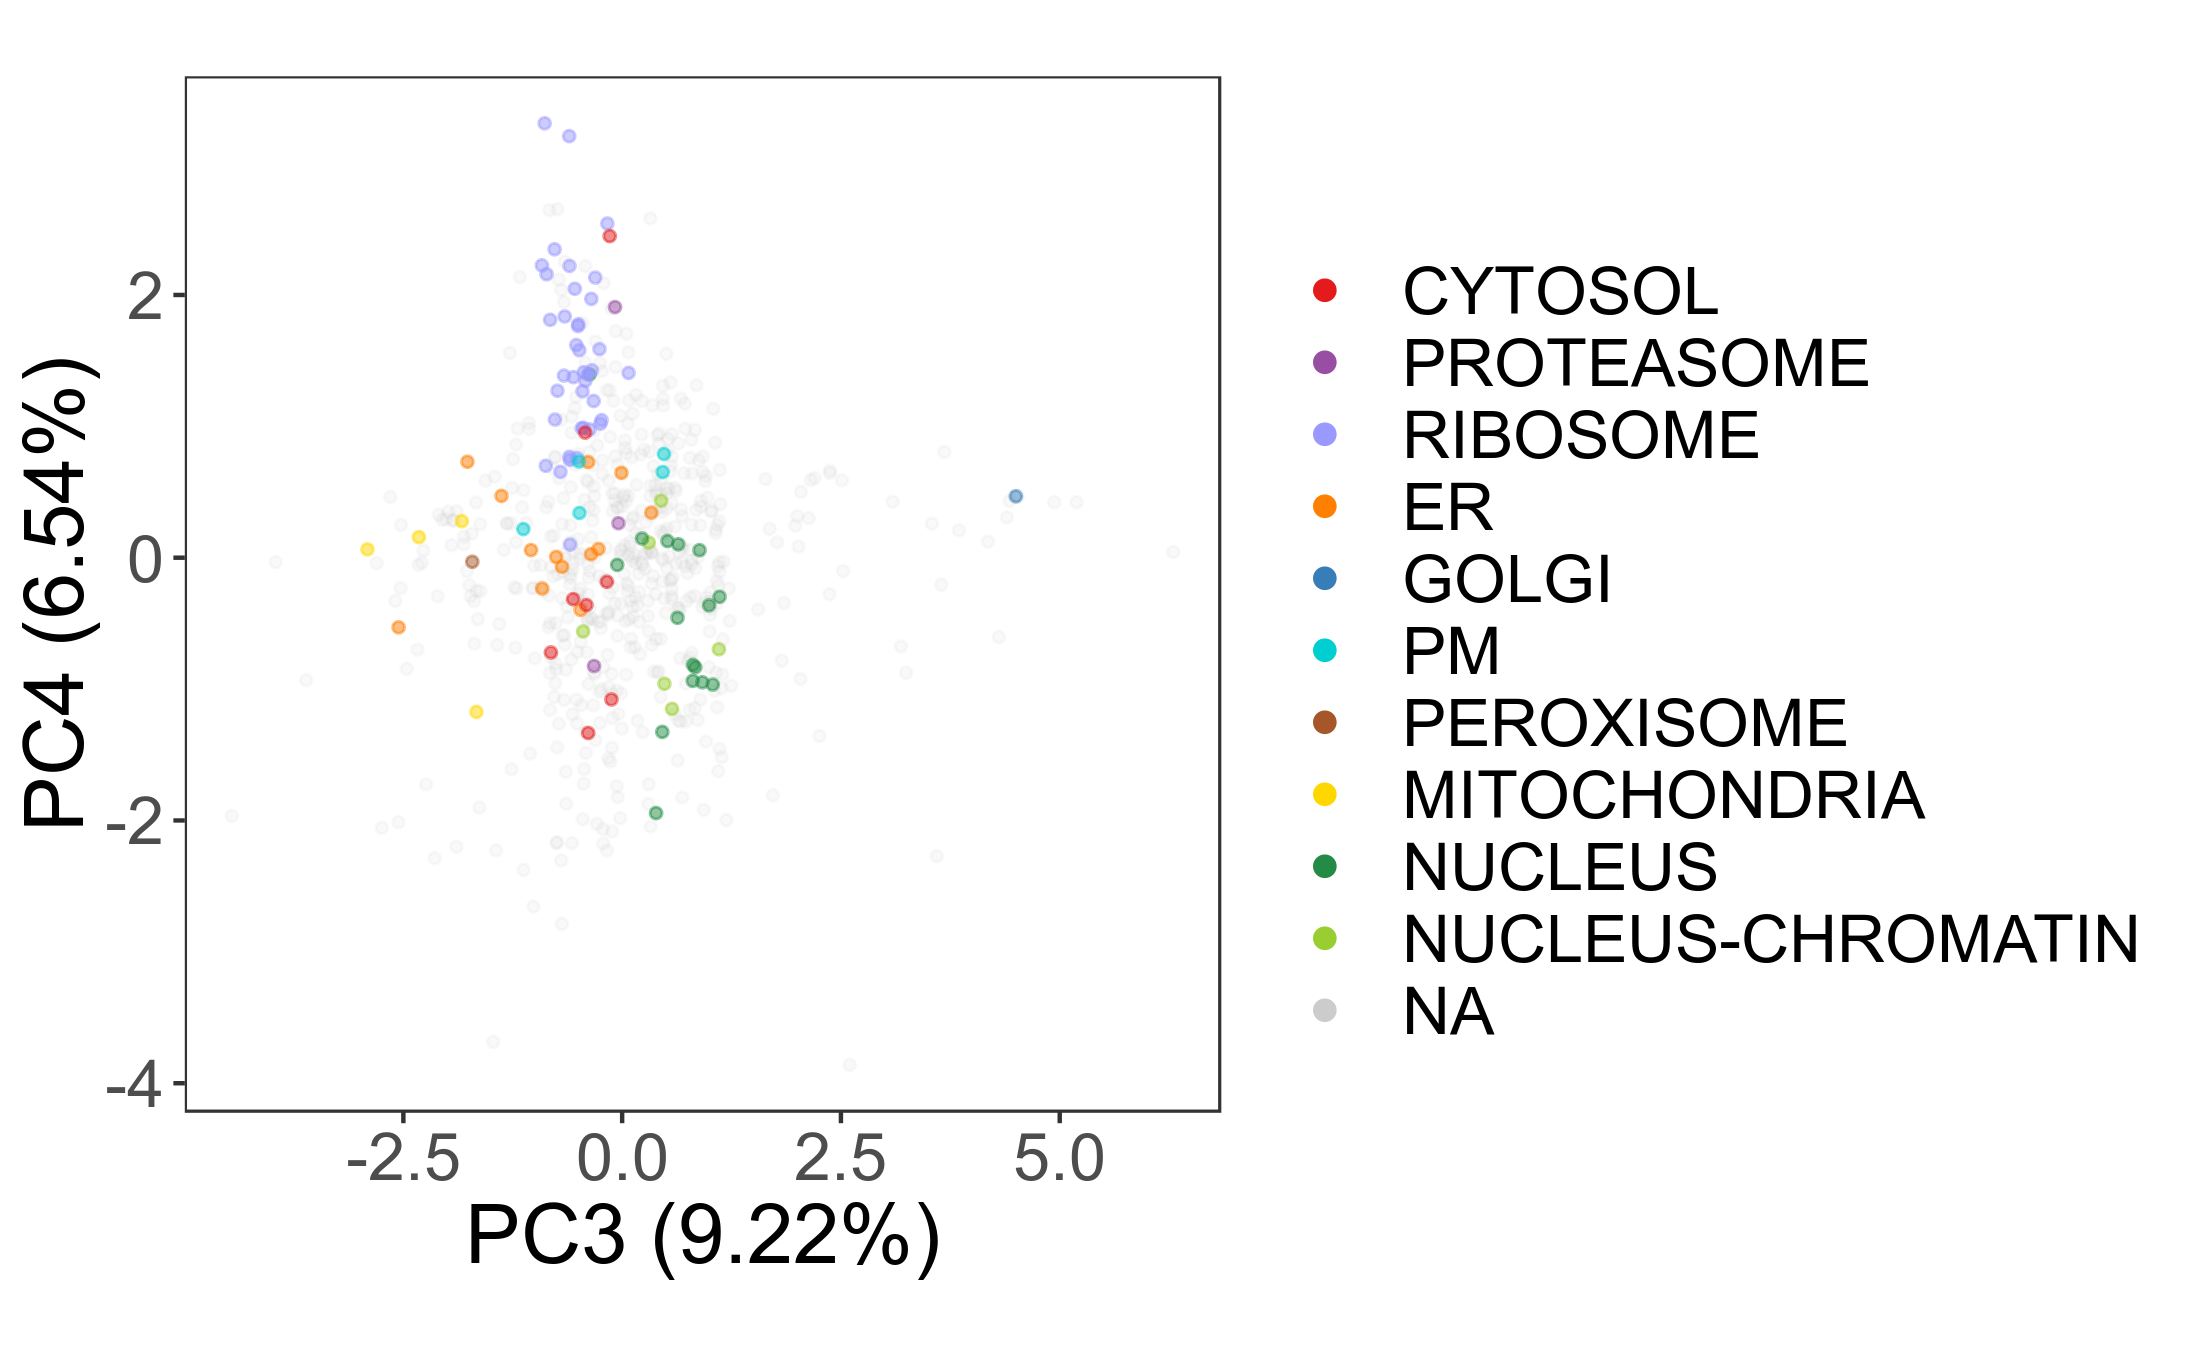 PC4 (6.54%)
2
0
-2
-4
-2.5 0.0 2.5 5.0
PC3 (9.22%)
CYTOSOL
PROTEASOME
RIBOSOME
ER
GOLGI
PM
PEROXISOME
MITOCHONDRIA
NUCLEUS
NUCLEUS-CHROMATIN
NA